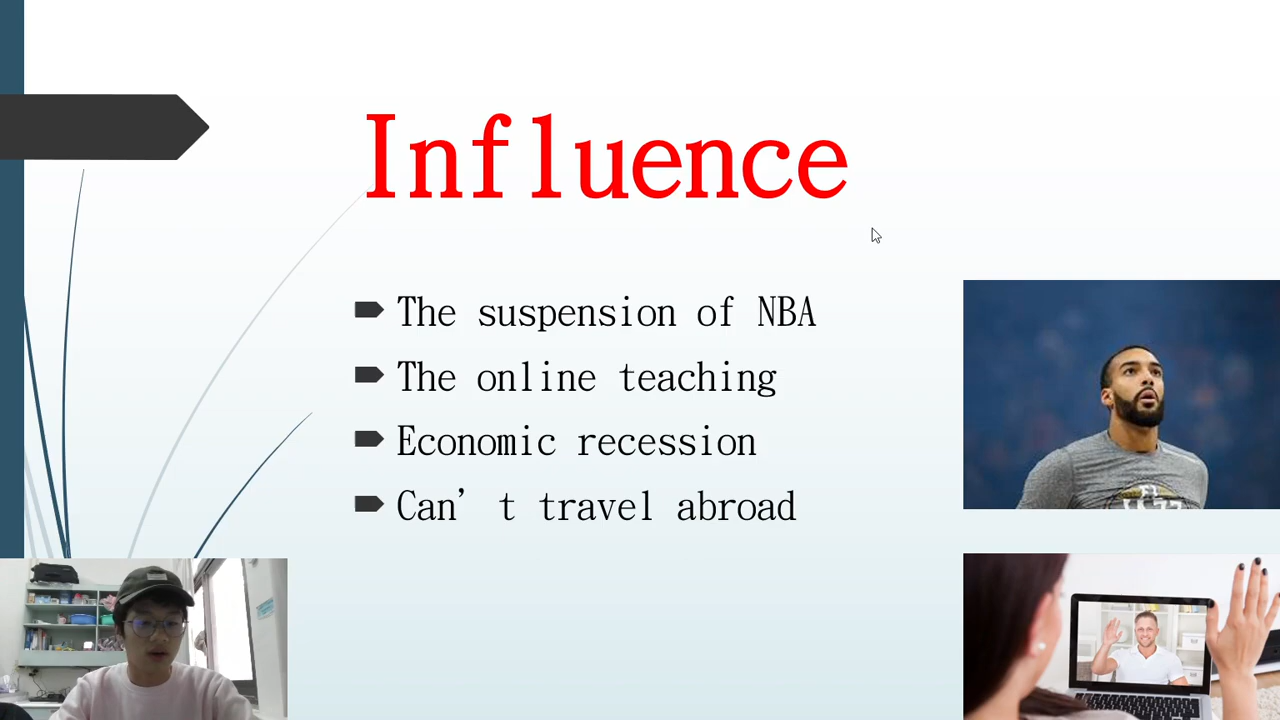 Influence
The suspension of NBA
The online teaching
Economic recession
Can’t travel abroad